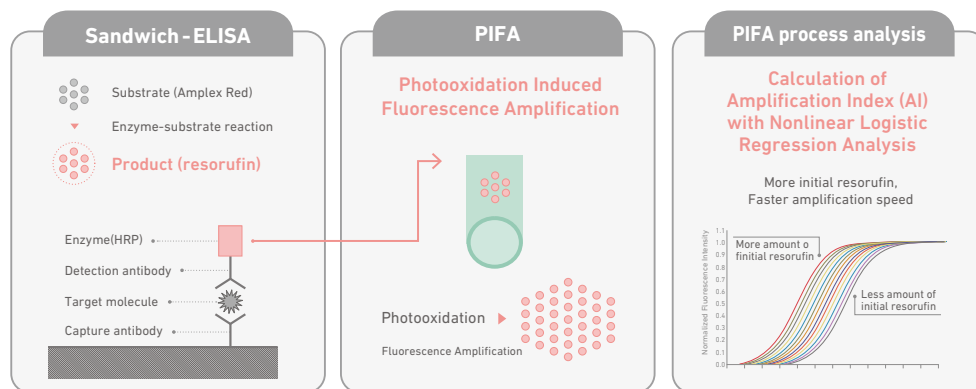 Sandwich - ELISA
Substrate (Amplex Red)
Enzyme-substrate reaction
Product (resorufin)
Enzyme(HRP)
Detection antibody
Target molecule
Capture antibody
PIFA
Photooxidation Induced
Fluorescence Amplification
Photooxidation
Fluorescence Amplification
PIFA process analysis
Calculation of
Amplification Index (AI)
with Nonlinear Logistic
Regression Analysis
More initial resorufin,
Faster amplification speed
Normalized Fluorescence Intensity
1.1
1.0
0.9
0.8
0.7
0.6
0.5
0.4
0.3
0.2
0.1
0.0
More amount o
finitial resorufin
Less amount of
initial resorufin